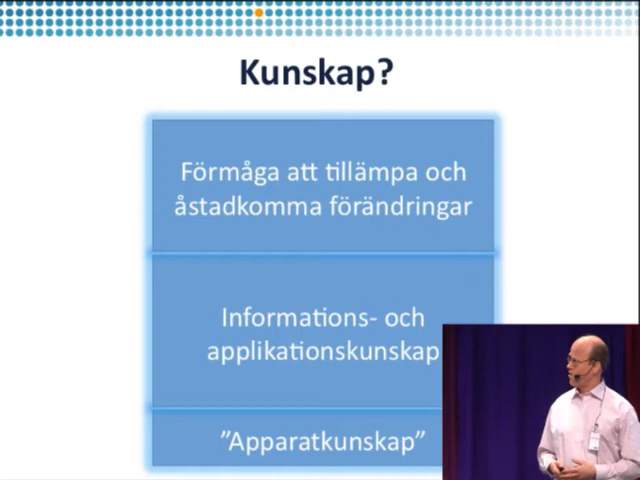 Kunskap?
Förmåga att tillämpa och
åstadkomma förändringar
Informations- och
applikationskunskap
”Apparatkunskap”